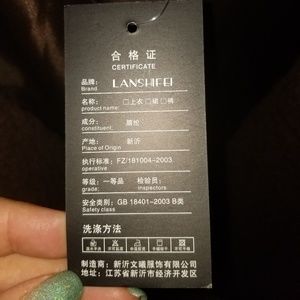 合格证
CERTIFICATE
品牌: LANSHIFEI
Brand
名称: □上衣 □裙 □裤
product name:
成分:
constituent:
产地: 新沂
Place of Origin
执行标准: FZ/181004-2003
operative
等级: 一等品 检验员:
grade: inspectors
安全类别: GB 18401-2003 B类
Safety class
洗涤方法
制造商: 新沂文曦服饰有限公司
地址: 江苏省新沂市经济开发区